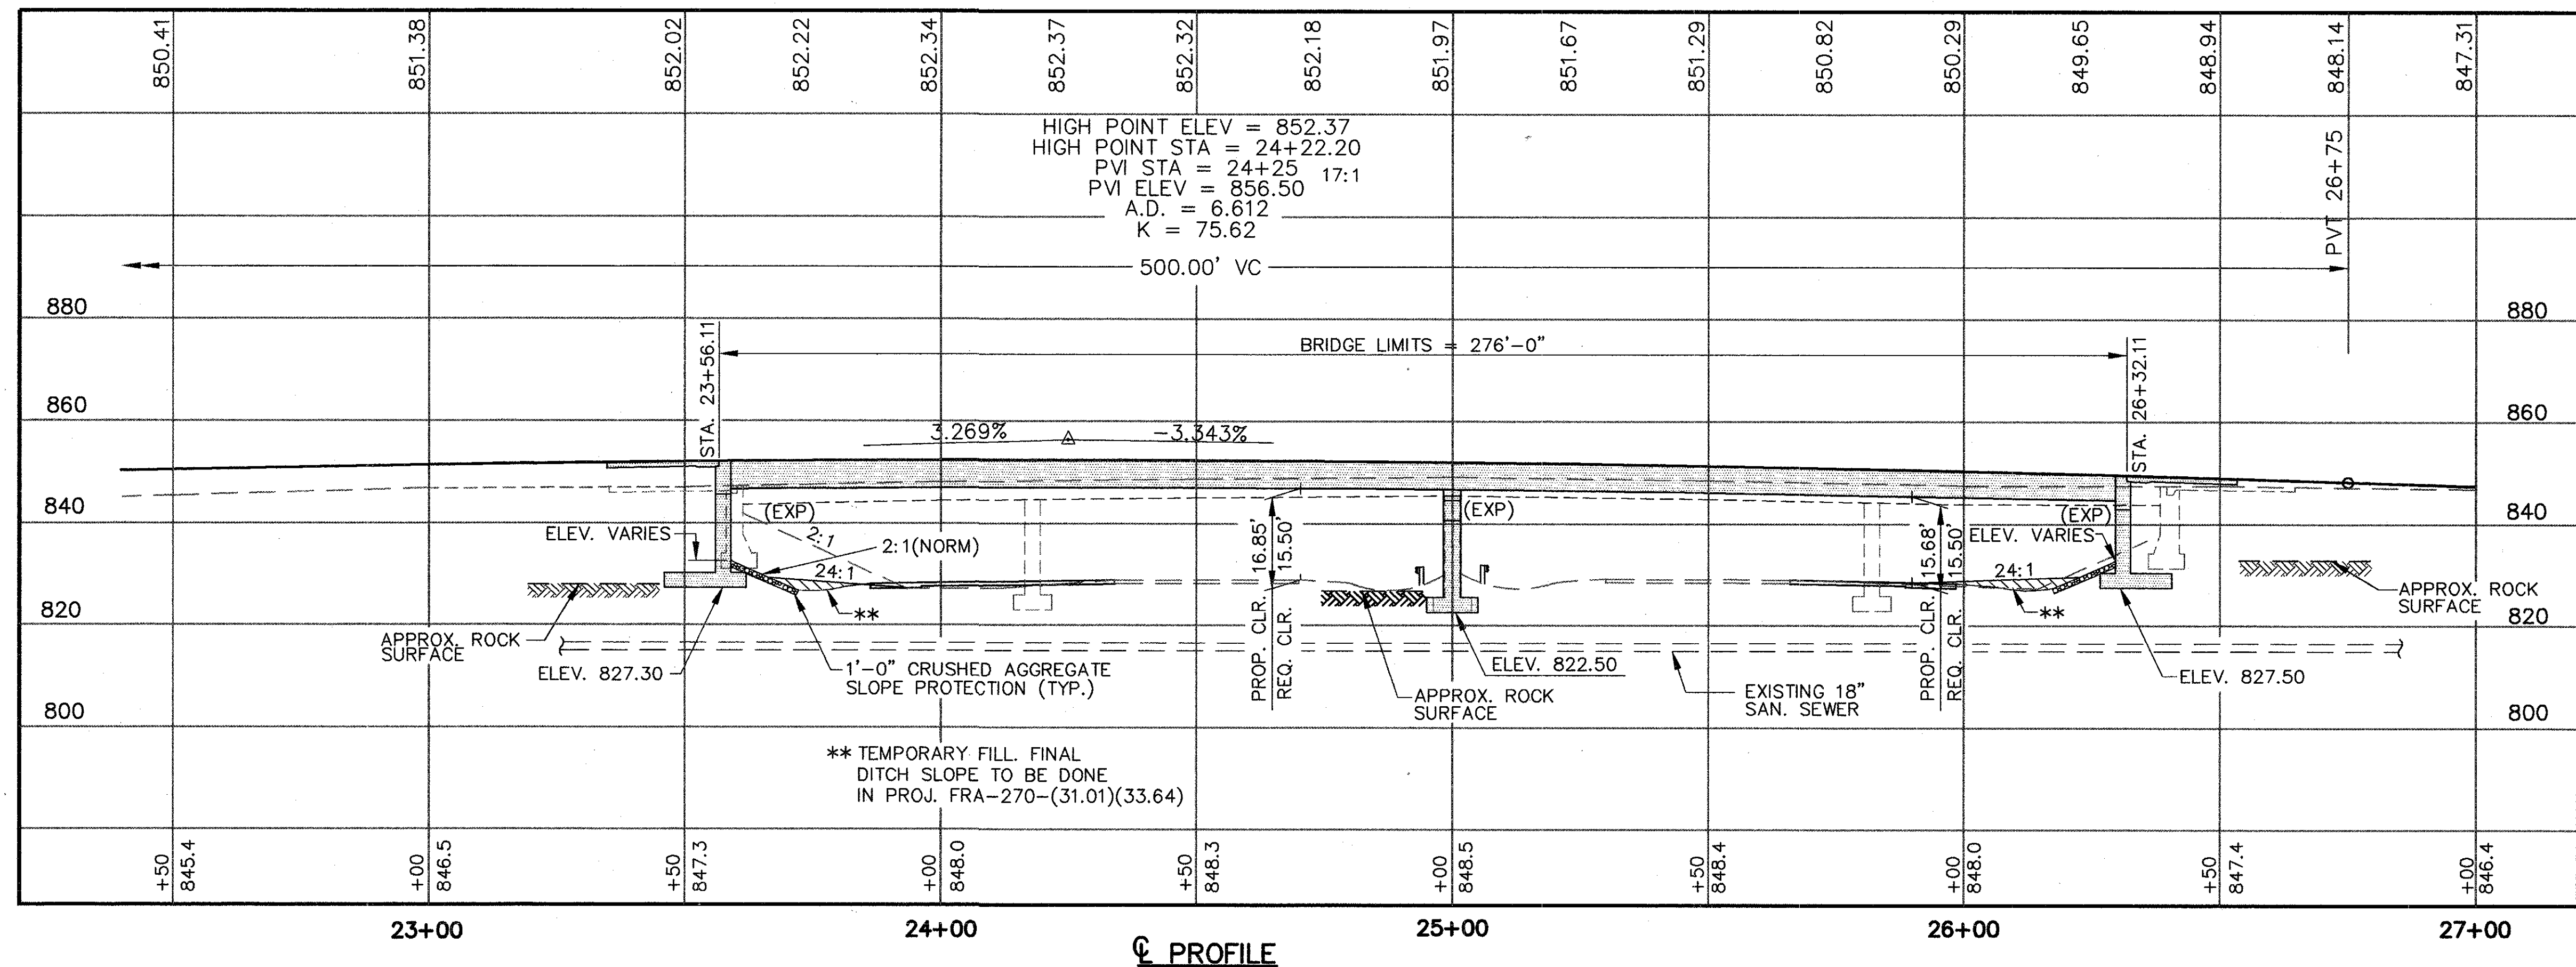 850.41
851.38
852.02
852.22
852.34
852.37
852.32
852.18
851.97
851.67
851.29
850.82
850.29
849.65
848.94
848.14
847.31
HIGH POINT ELEV = 852.37
HIGH POINT STA = 24+22.20
PVI STA = 24+25
17:1
PVI ELEV = 856.50
A.D. = 6.612
K = 75.62
PVT 26+75
500.00' VC
880
880
STA. 23+56.11
BRIDGE LIMITS = 276'-0"
STA. 26+32.11
860
860
3.269%
-3.343%
840
840
(EXP)
(EXP)
(EXP)
ELEV. VARIES
2:1
2:1(NORM)
24:1
**
PROP. CLR. 16.85'
REQ. CLR. 15.50'
PROP. CLR. 15.68'
REQ. CLR. 15.50'
ELEV. VARIES
24:1
**
820
820
APPROX. ROCK
SURFACE
ELEV. 827.30
1'-0" CRUSHED AGGREGATE
SLOPE PROTECTION (TYP.)
ELEV. 822.50
APPROX. ROCK
SURFACE
EXISTING 18"
SAN. SEWER
ELEV. 827.50
APPROX. ROCK
SURFACE
800
800
** TEMPORARY FILL. FINAL
DITCH SLOPE TO BE DONE
IN PROJ. FRA-270-(31.01)(33.64)
+50
845.4
+00
846.5
+50
847.3
+00
848.0
+50
848.3
+00
848.5
+50
848.4
+00
848.0
+50
847.4
+00
846.4
23+00
24+00
25+00
26+00
27+00
℄ PROFILE